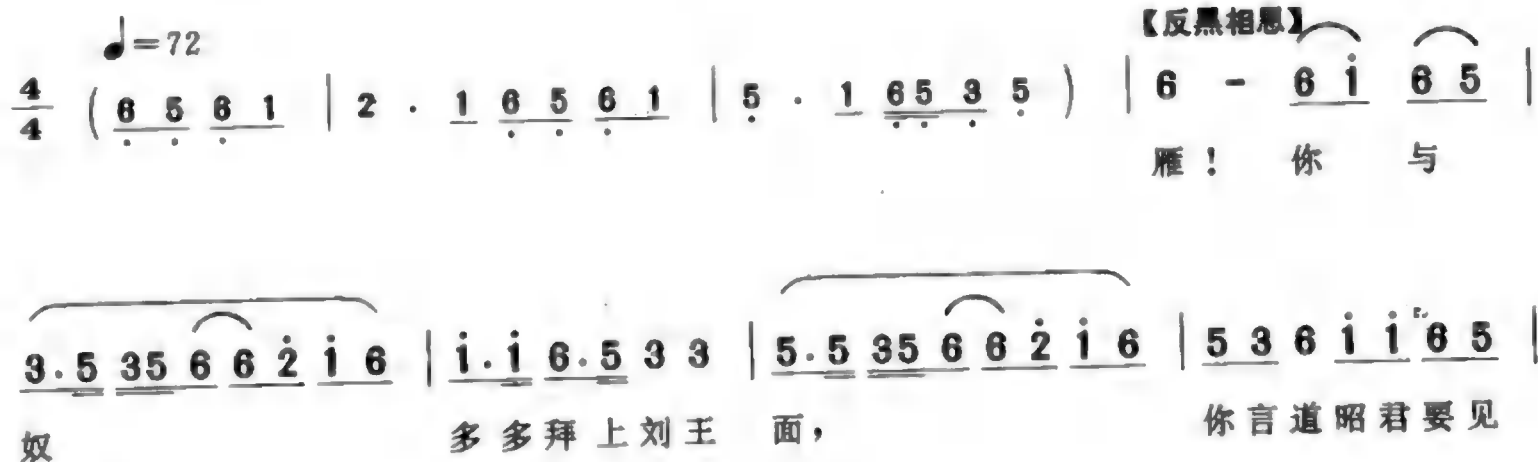 ♩=72 【反黑相思】
4/4 ( 6̣ 5̣ 6̣ 1 | 2 · 1 6̣ 5̣ 6̣ 1 | 5̣ · 1 6̣5̣ 3̣ 5̣ ) | 6 - 6 i̇ 6 5 |
雁! 你 与
3·5 35 6 6 2̇ i̇ 6 | i̇·i̇ 6·5 3 3 | 5·5 35 6 6 2̇ i̇ 6 | 5 3 6 i̇ i̇ 6 5 |
奴 多多拜上刘王 面, 你言道昭君要见